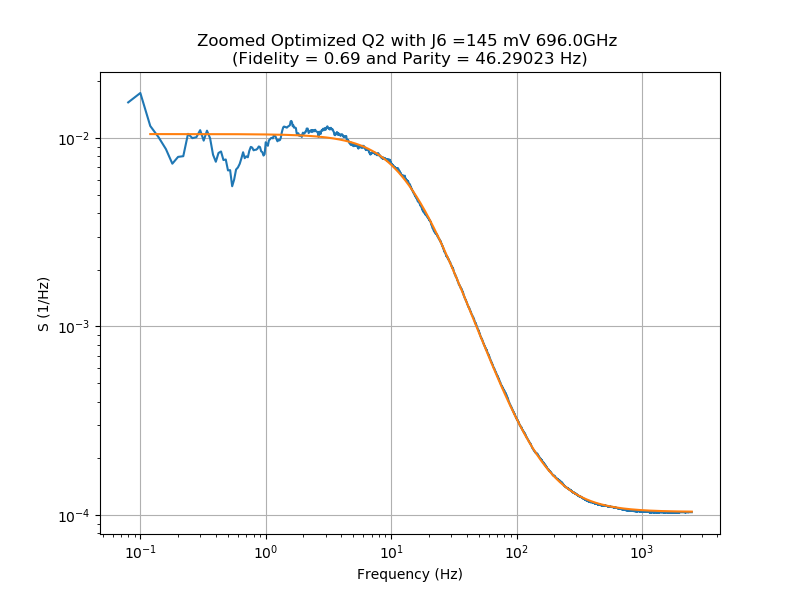 Zoomed Optimized Q2 with J6 =145 mV 696.0GHz
(Fidelity = 0.69 and Parity = 46.29023 Hz)
S (1/Hz)
10⁻²
10⁻³
10⁻⁴
10⁻¹ 10⁰ 10¹ 10² 10³
Frequency (Hz)